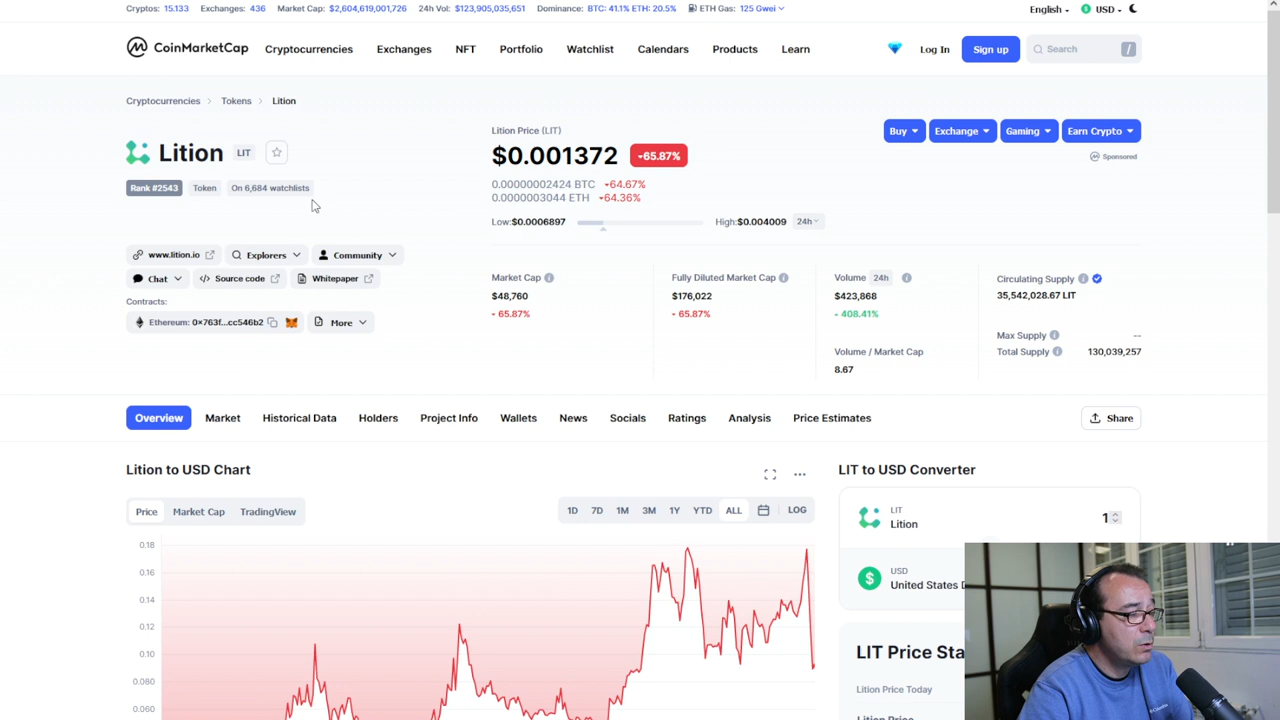 Cryptos: 15.133 Exchanges: 436 Market Cap: $2,604,619,001,726 24h Vol: $123,905,035,651 Dominance: BTC: 41.1% ETH: 20.5% ETH Gas: 125 Gwei English USD
CoinMarketCap Cryptocurrencies Exchanges NFT Portfolio Watchlist Calendars Products Learn Log In Sign up Search /
Cryptocurrencies > Tokens > Lition
Lition Price (LIT)
Buy Exchange Gaming Earn Crypto
Lition LIT
$0.001372 65.87%
Sponsored
Rank #2543 Token On 6,684 watchlists
0.00000002424 BTC 64.67%
0.0000003044 ETH 64.36%
Low:$0.0006897 High:$0.004009 24h
www.lition.io Explorers Community
Chat Source code Whitepaper
Contracts:
Ethereum: 0x763f...cc546b2 More
Market Cap
$48,760
65.87%
Fully Diluted Market Cap
$176,022
65.87%
Volume 24h
$423,868
408.41%
Volume / Market Cap
8.67
Circulating Supply
35,542,028.67 LIT
Max Supply --
Total Supply 130,039,257
Overview Market Historical Data Holders Project Info Wallets News Socials Ratings Analysis Price Estimates Share
Lition to USD Chart
Price Market Cap TradingView
1D 7D 1M 3M 1Y YTD ALL LOG
0.18
0.16
0.14
0.12
0.10
0.080
0.060
LIT to USD Converter
LIT
Lition
1
USD
United States D
LIT Price Sta
Lition Price Today
Lition Price